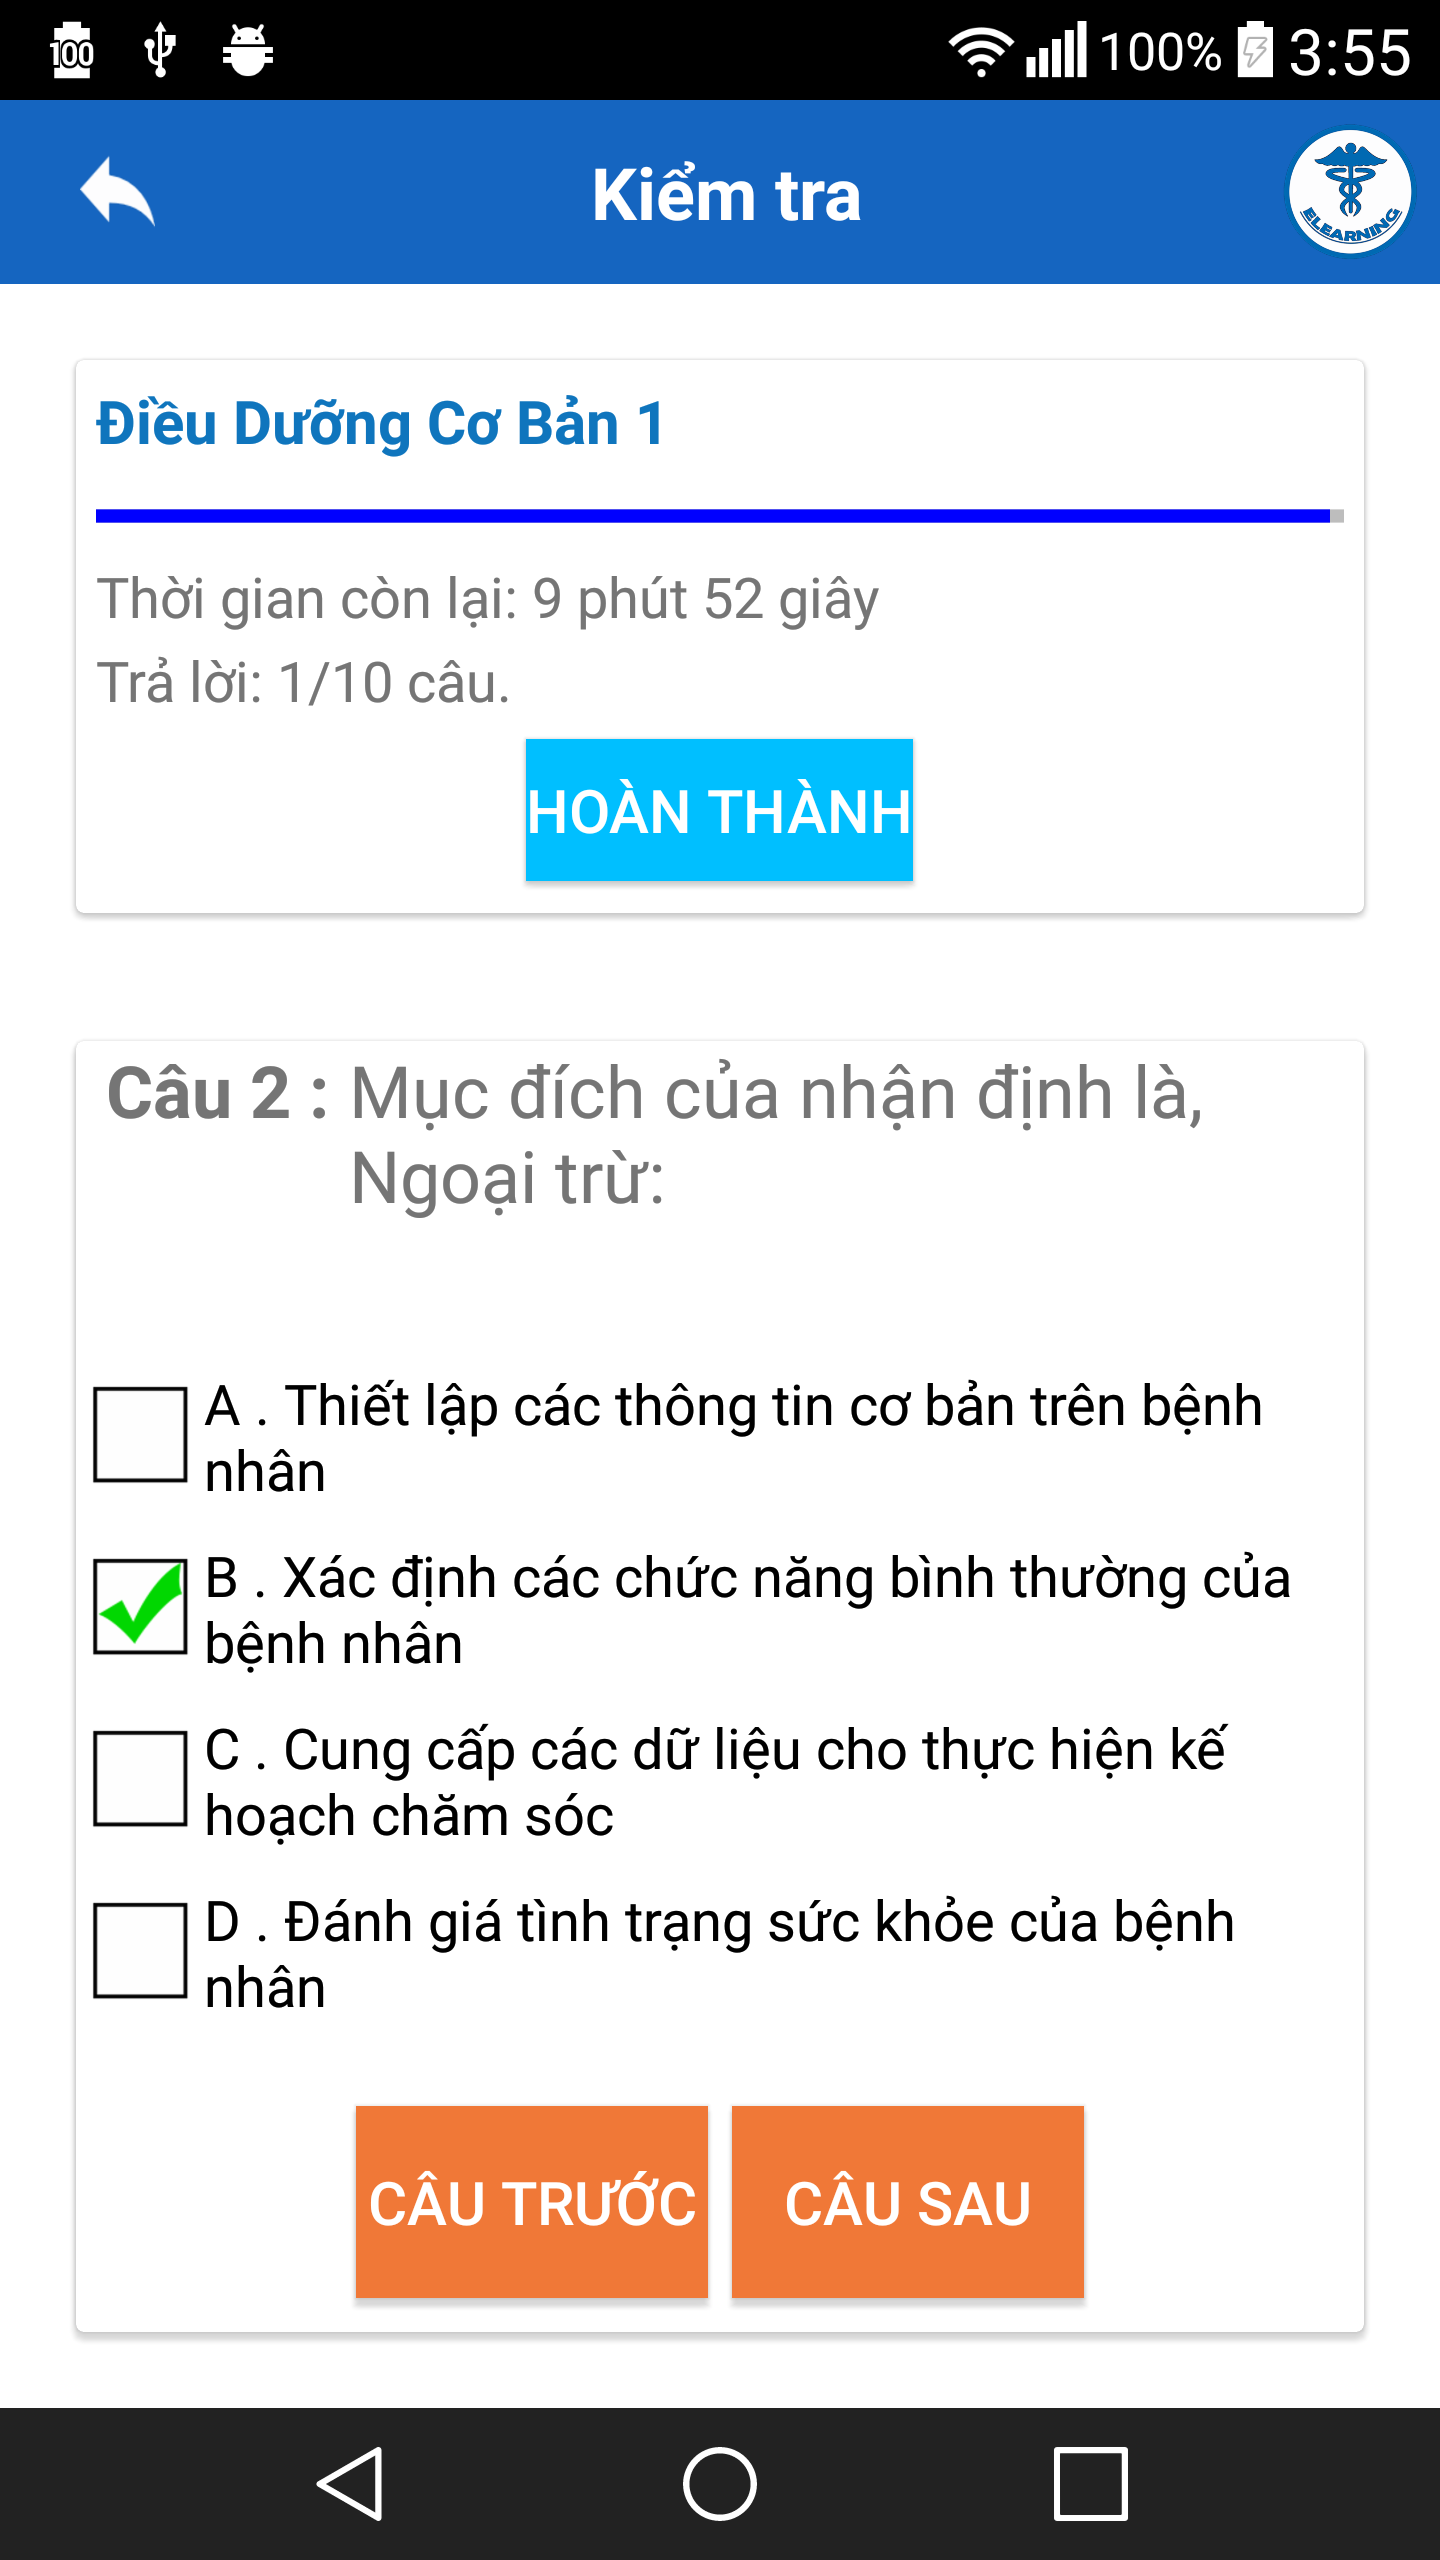 100
100% 3:55
Kiểm tra
ELEARNING
Điều Dưỡng Cơ Bản 1
Thời gian còn lại: 9 phút 52 giây
Trả lời: 1/10 câu.
HOÀN THÀNH
Câu 2 : Mục đích của nhận định là,
Ngoại trừ:
A . Thiết lập các thông tin cơ bản trên bệnh
nhân
B . Xác định các chức năng bình thường của
bệnh nhân
C . Cung cấp các dữ liệu cho thực hiện kế
hoạch chăm sóc
D . Đánh giá tình trạng sức khỏe của bệnh
nhân
CÂU TRƯỚC CÂU SAU